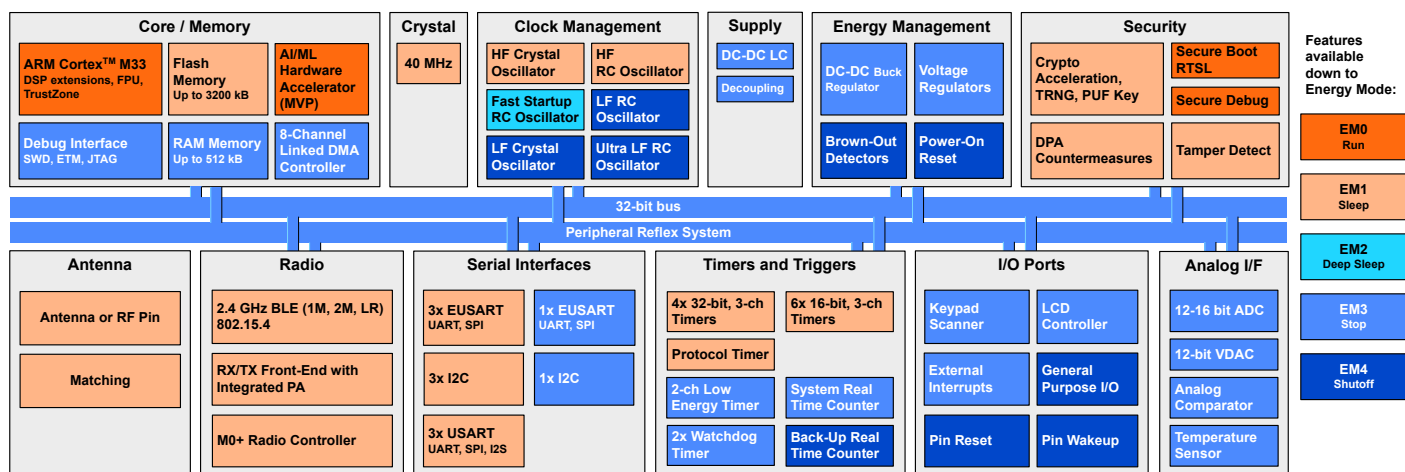 Core / Memory
ARM Cortex™ M33
DSP extensions, FPU,
TrustZone
Flash
Memory
Up to 3200 kB
AI/ML
Hardware
Accelerator
(MVP)
Debug Interface
SWD, ETM, JTAG
RAM Memory
Up to 512 kB
8-Channel
Linked DMA
Controller
Crystal
40 MHz
Clock Management
HF Crystal
Oscillator
HF
RC Oscillator
Fast Startup
RC Oscillator
LF RC
Oscillator
LF Crystal
Oscillator
Ultra LF RC
Oscillator
Supply
DC-DC LC
Decoupling
Energy Management
DC-DC Buck
Regulator
Voltage
Regulators
Brown-Out
Detectors
Power-On
Reset
Security
Crypto
Acceleration,
TRNG, PUF Key
Secure Boot
RTSL
Secure Debug
DPA
Countermeasures
Tamper Detect
Features
available
down to
Energy Mode:
EM0
Run
EM1
Sleep
EM2
Deep Sleep
EM3
Stop
EM4
Shutoff
32-bit bus
Peripheral Reflex System
Antenna
Antenna or RF Pin
Matching
Radio
2.4 GHz BLE (1M, 2M, LR)
802.15.4
RX/TX Front-End with
Integrated PA
M0+ Radio Controller
Serial Interfaces
3x EUSART
UART, SPI
1x EUSART
UART, SPI
3x I2C
1x I2C
3x USART
UART, SPI, I2S
Timers and Triggers
4x 32-bit, 3-ch
Timers
6x 16-bit, 3-ch
Timers
Protocol Timer
2-ch Low
Energy Timer
System Real
Time Counter
2x Watchdog
Timer
Back-Up Real
Time Counter
I/O Ports
Keypad
Scanner
LCD
Controller
External
Interrupts
General
Purpose I/O
Pin Reset
Pin Wakeup
Analog I/F
12-16 bit ADC
12-bit VDAC
Analog
Comparator
Temperature
Sensor